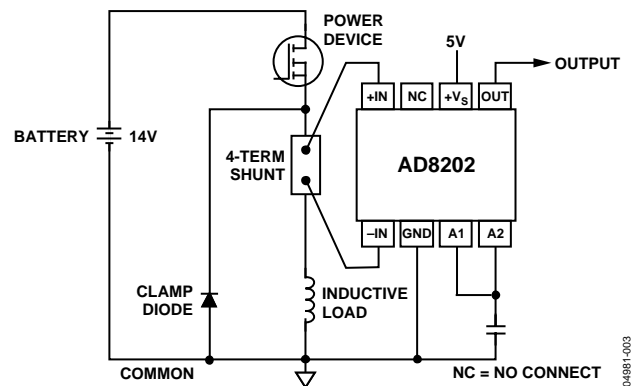 POWER
DEVICE
5V
OUTPUT
+IN
NC
+VS
OUT
BATTERY
14V
4-TERM
SHUNT
AD8202
–IN
GND
A1
A2
CLAMP
DIODE
INDUCTIVE
LOAD
COMMON
NC = NO CONNECT
04981-003